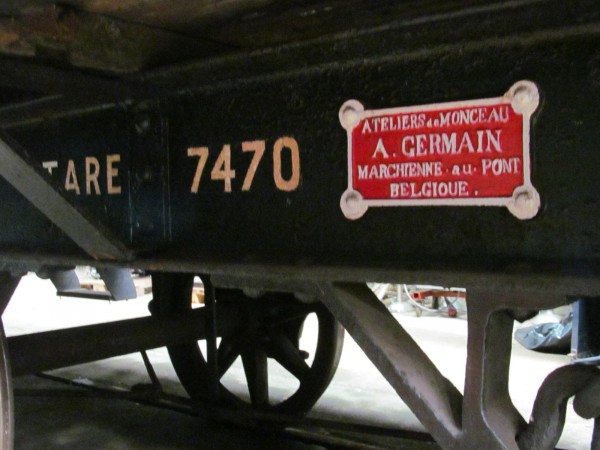 TARE 7470
ATELIERS de MONCEAU
A. GERMAIN
MARCHIENNE . au . PONT
BELGIQUE .